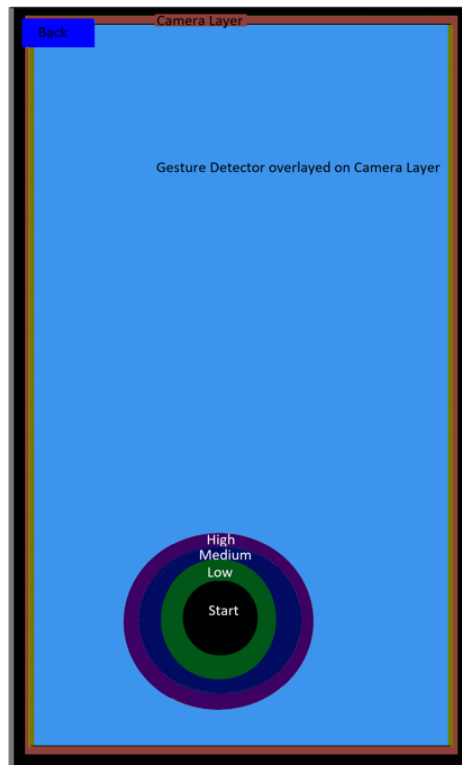 Camera Layer
Back
Gesture Detector overlayed on Camera Layer
High
Medium
Low
Start